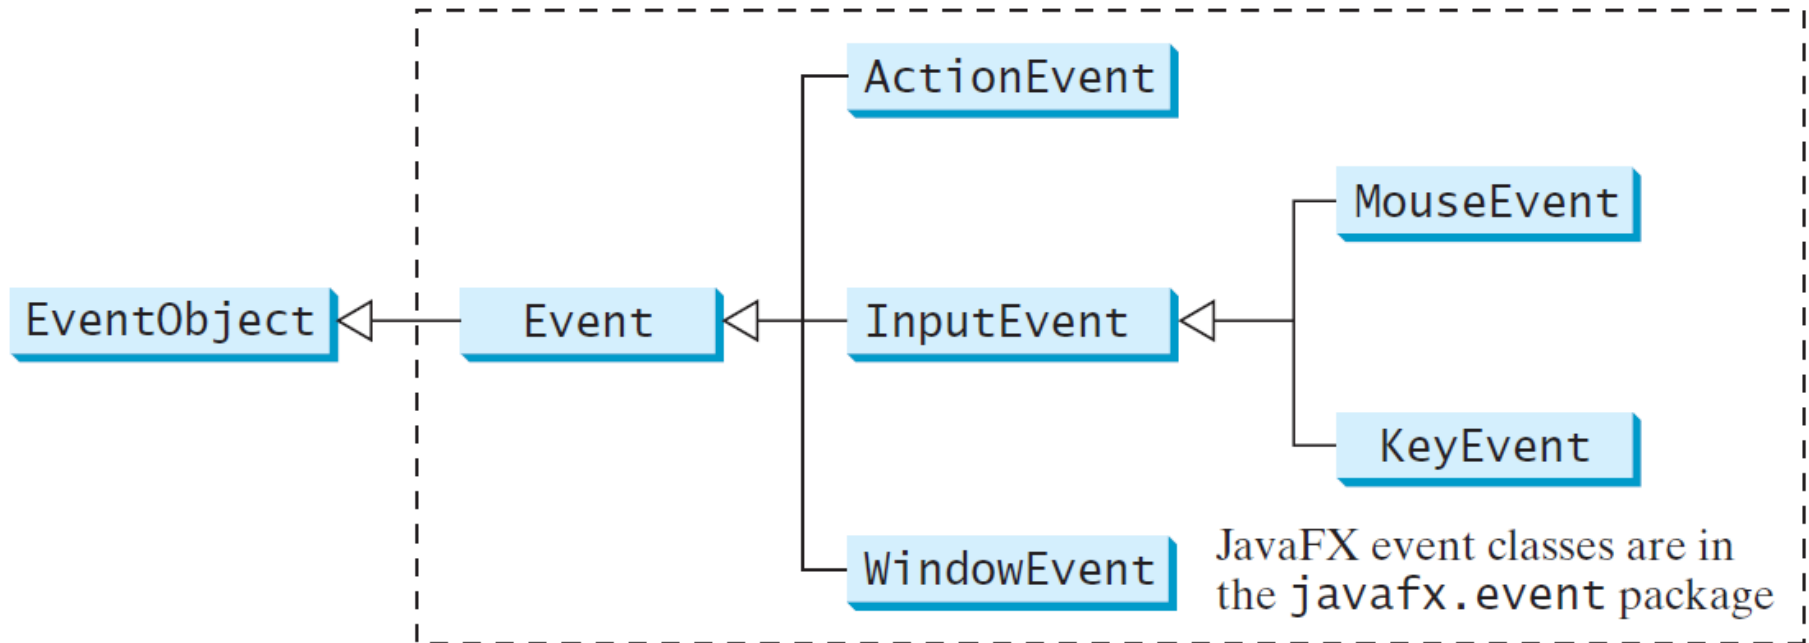 ActionEvent
MouseEvent
EventObject
Event
InputEvent
KeyEvent
WindowEvent
JavaFX event classes are in
the javafx.event package